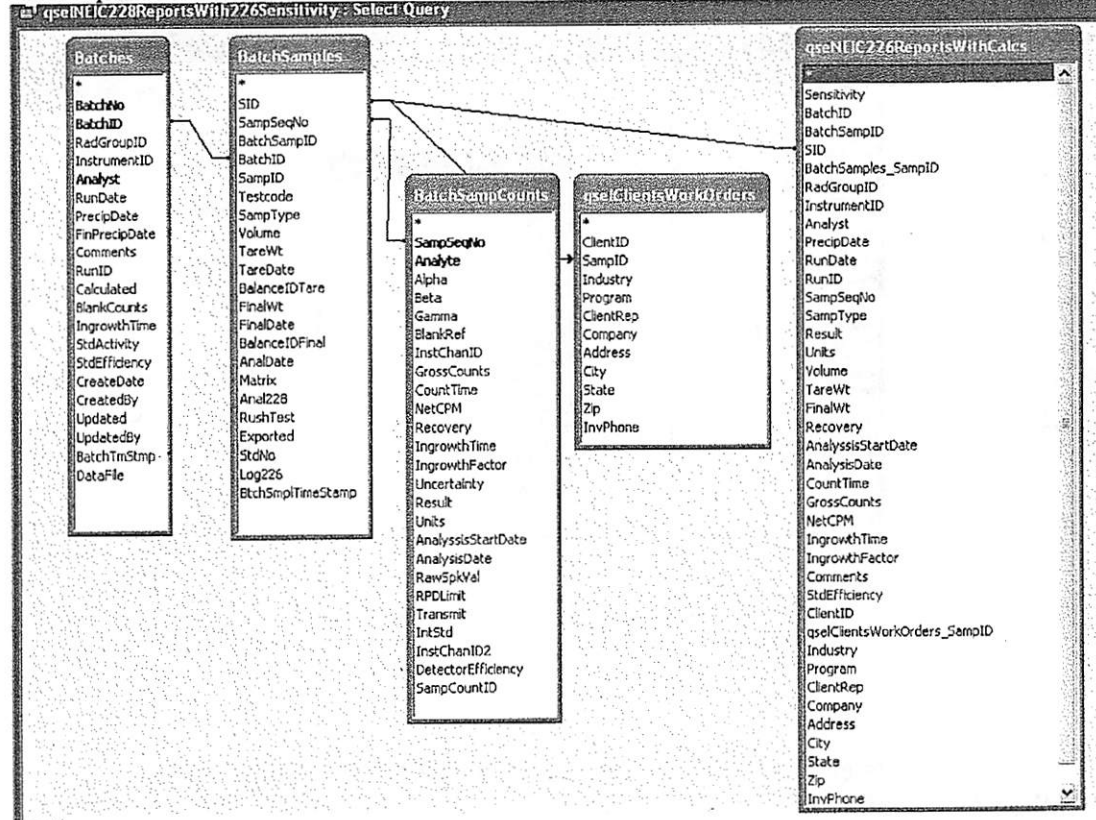 qselNEIC228ReportsWith226Sensitivity : Select Query
Batches
*
BatchNo
BatchID
RadGroupID
InstrumentID
Analyst
RunDate
PrecipDate
FinPrecipDate
Comments
RunID
Calculated
BlankCounts
IngrowthTime
StdActivity
StdEfficiency
CreateDate
CreatedBy
Updated
UpdatedBy
BatchTmStmp
DataFile
BatchSamples
*
SID
SampSeqNo
BatchSampID
BatchID
SampID
Testcode
SampType
Volume
TareWt
TareDate
BalanceIDTare
FinalWt
FinalDate
BalanceIDFinal
AnalDate
Matrix
Anal228
RushTest
Exported
StdNo
Log226
BtchSmplTimeStamp
BatchSampCounts
*
SampSeqNo
Analyte
Alpha
Beta
Gamma
BlankRef
InstChanID
GrossCounts
CountTime
NetCPM
Recovery
IngrowthTime
IngrowthFactor
Uncertainty
Result
Units
AnalyssisStartDate
AnalysisDate
RawSpkVal
RPDLimit
Transmit
IntStd
InstChanID2
DetectorEfficiency
SampCountID
qselClientsWorkOrders
*
ClientID
SampID
Industry
Program
ClientRep
Company
Address
City
State
Zip
InvPhone
qseNEIC226ReportsWithCalcs
*
Sensitivity
BatchID
BatchSampID
SID
BatchSamples_SampID
RadGroupID
InstrumentID
Analyst
PrecipDate
RunDate
RunID
SampSeqNo
SampType
Result
Units
Volume
TareWt
FinalWt
Recovery
AnalyssisStartDate
AnalysisDate
CountTime
GrossCounts
NetCPM
IngrowthTime
IngrowthFactor
Comments
StdEfficiency
ClientID
qselClientsWorkOrders_SampID
Industry
Program
ClientRep
Company
Address
City
State
Zip
InvPhone